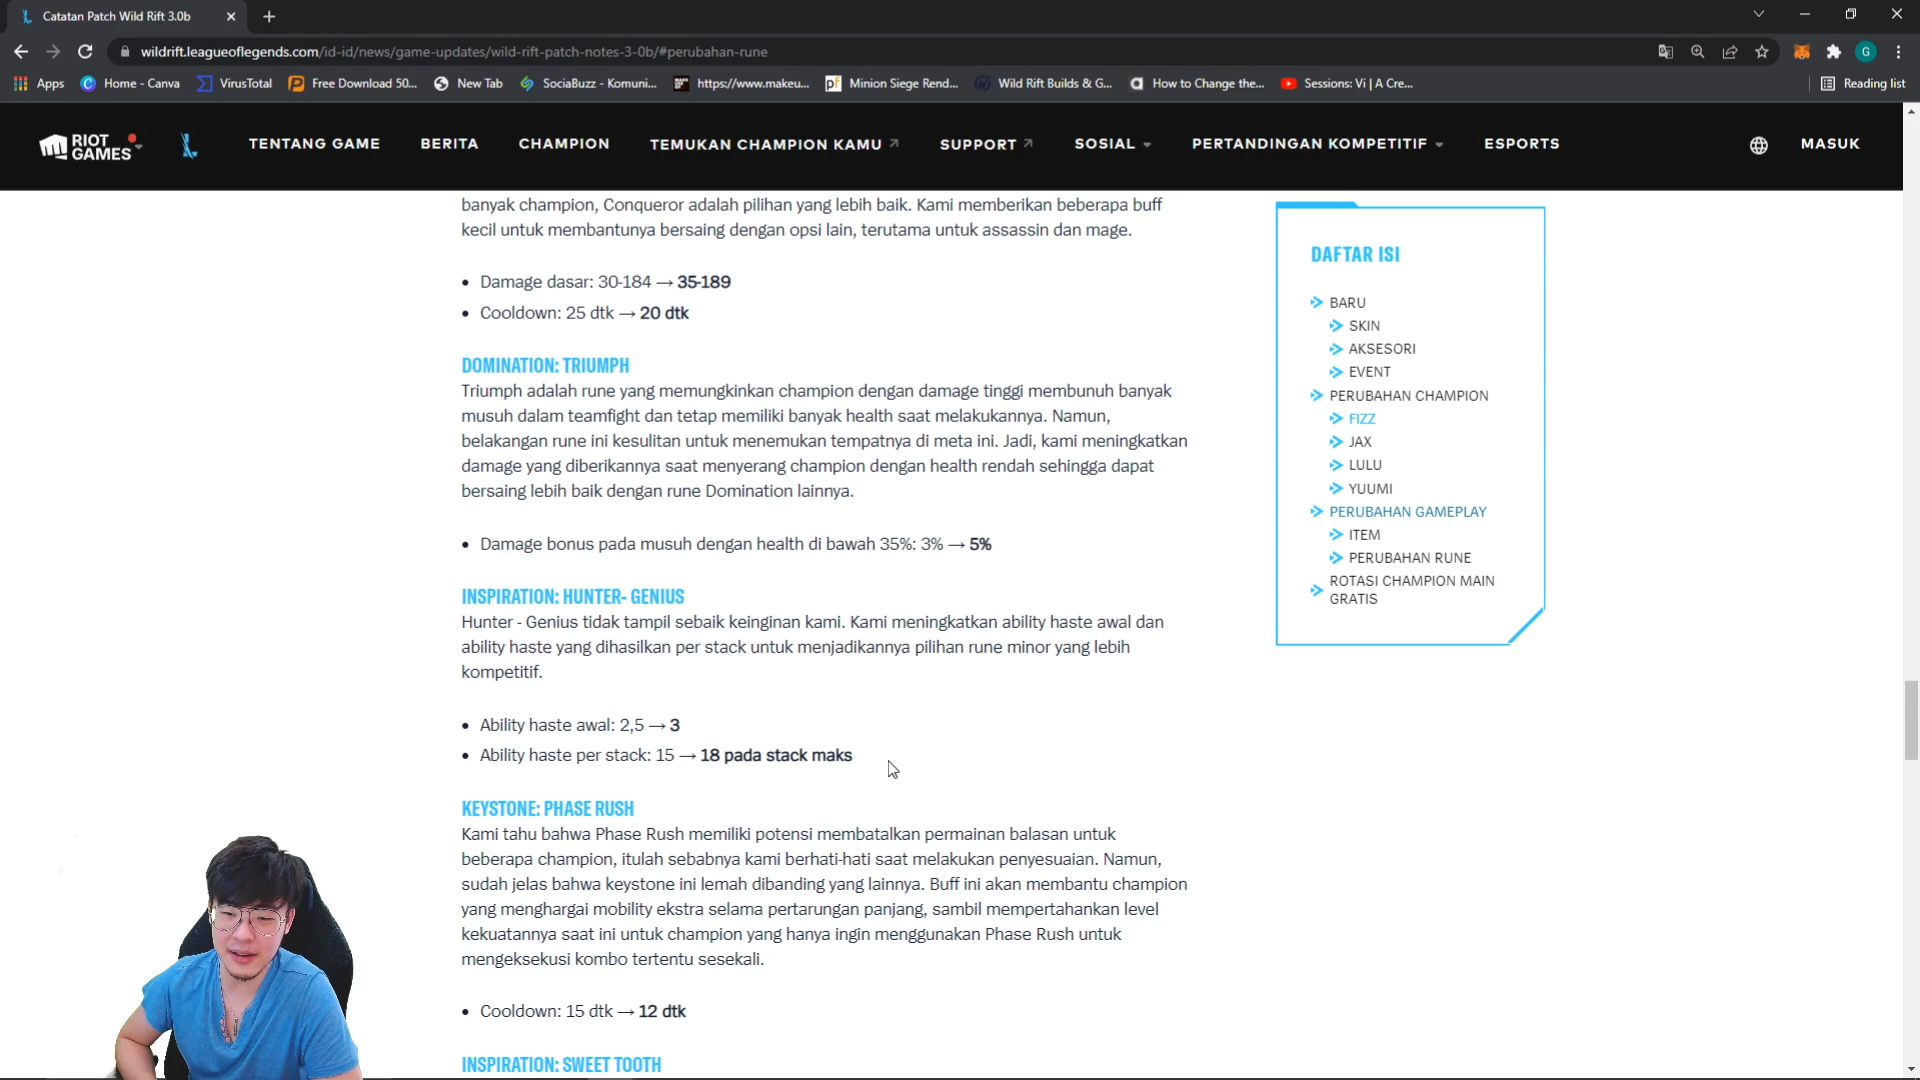 Catatan Patch Wild Rift 3.0b
wildrift.leagueoflegends.com/id-id/news/game-updates/wild-rift-patch-notes-3-0b/#perubahan-rune
G
Apps
Home - Canva
VirusTotal
Free Download 50...
New Tab
SociaBuzz - Komuni...
https://www.makeu...
Minion Siege Rend...
Wild Rift Builds & G...
How to Change the...
Sessions: Vi | A Cre...
Reading list
RIOT GAMES
TENTANG GAME
BERITA
CHAMPION
TEMUKAN CHAMPION KAMU
SUPPORT
SOSIAL
PERTANDINGAN KOMPETITIF
ESPORTS
MASUK
banyak champion, Conqueror adalah pilihan yang lebih baik. Kami memberikan beberapa buff
kecil untuk membantunya bersaing dengan opsi lain, terutama untuk assassin dan mage.
• Damage dasar: 30-184 → 35-189
• Cooldown: 25 dtk → 20 dtk
DOMINATION: TRIUMPH
Triumph adalah rune yang memungkinkan champion dengan damage tinggi membunuh banyak
musuh dalam teamfight dan tetap memiliki banyak health saat melakukannya. Namun,
belakangan rune ini kesulitan untuk menemukan tempatnya di meta ini. Jadi, kami meningkatkan
damage yang diberikannya saat menyerang champion dengan health rendah sehingga dapat
bersaing lebih baik dengan rune Domination lainnya.
• Damage bonus pada musuh dengan health di bawah 35%: 3% → 5%
INSPIRATION: HUNTER- GENIUS
Hunter - Genius tidak tampil sebaik keinginan kami. Kami meningkatkan ability haste awal dan
ability haste yang dihasilkan per stack untuk menjadikannya pilihan rune minor yang lebih
kompetitif.
• Ability haste awal: 2,5 → 3
• Ability haste per stack: 15 → 18 pada stack maks
KEYSTONE: PHASE RUSH
Kami tahu bahwa Phase Rush memiliki potensi membatalkan permainan balasan untuk
beberapa champion, itulah sebabnya kami berhati-hati saat melakukan penyesuaian. Namun,
sudah jelas bahwa keystone ini lemah dibanding yang lainnya. Buff ini akan membantu champion
yang menghargai mobility ekstra selama pertarungan panjang, sambil mempertahankan level
kekuatannya saat ini untuk champion yang hanya ingin menggunakan Phase Rush untuk
mengeksekusi kombo tertentu sesekali.
• Cooldown: 15 dtk → 12 dtk
INSPIRATION: SWEET TOOTH
DAFTAR ISI
BARU
SKIN
AKSESORI
EVENT
PERUBAHAN CHAMPION
FIZZ
JAX
LULU
YUUMI
PERUBAHAN GAMEPLAY
ITEM
PERUBAHAN RUNE
ROTASI CHAMPION MAIN
GRATIS